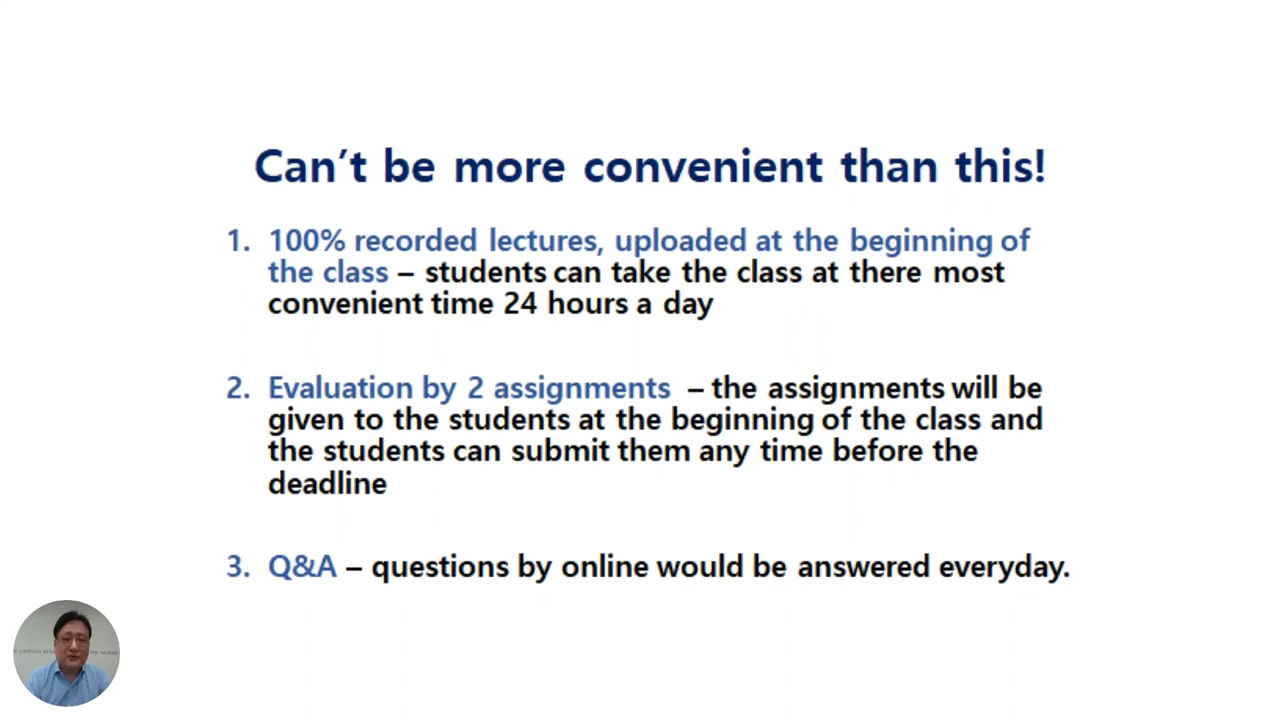 Can't be more convenient than this!
1. 100% recorded lectures, uploaded at the beginning of
the class – students can take the class at there most
convenient time 24 hours a day
2. Evaluation by 2 assignments – the assignments will be
given to the students at the beginning of the class and
the students can submit them any time before the
deadline
3. Q&A – questions by online would be answered everyday.